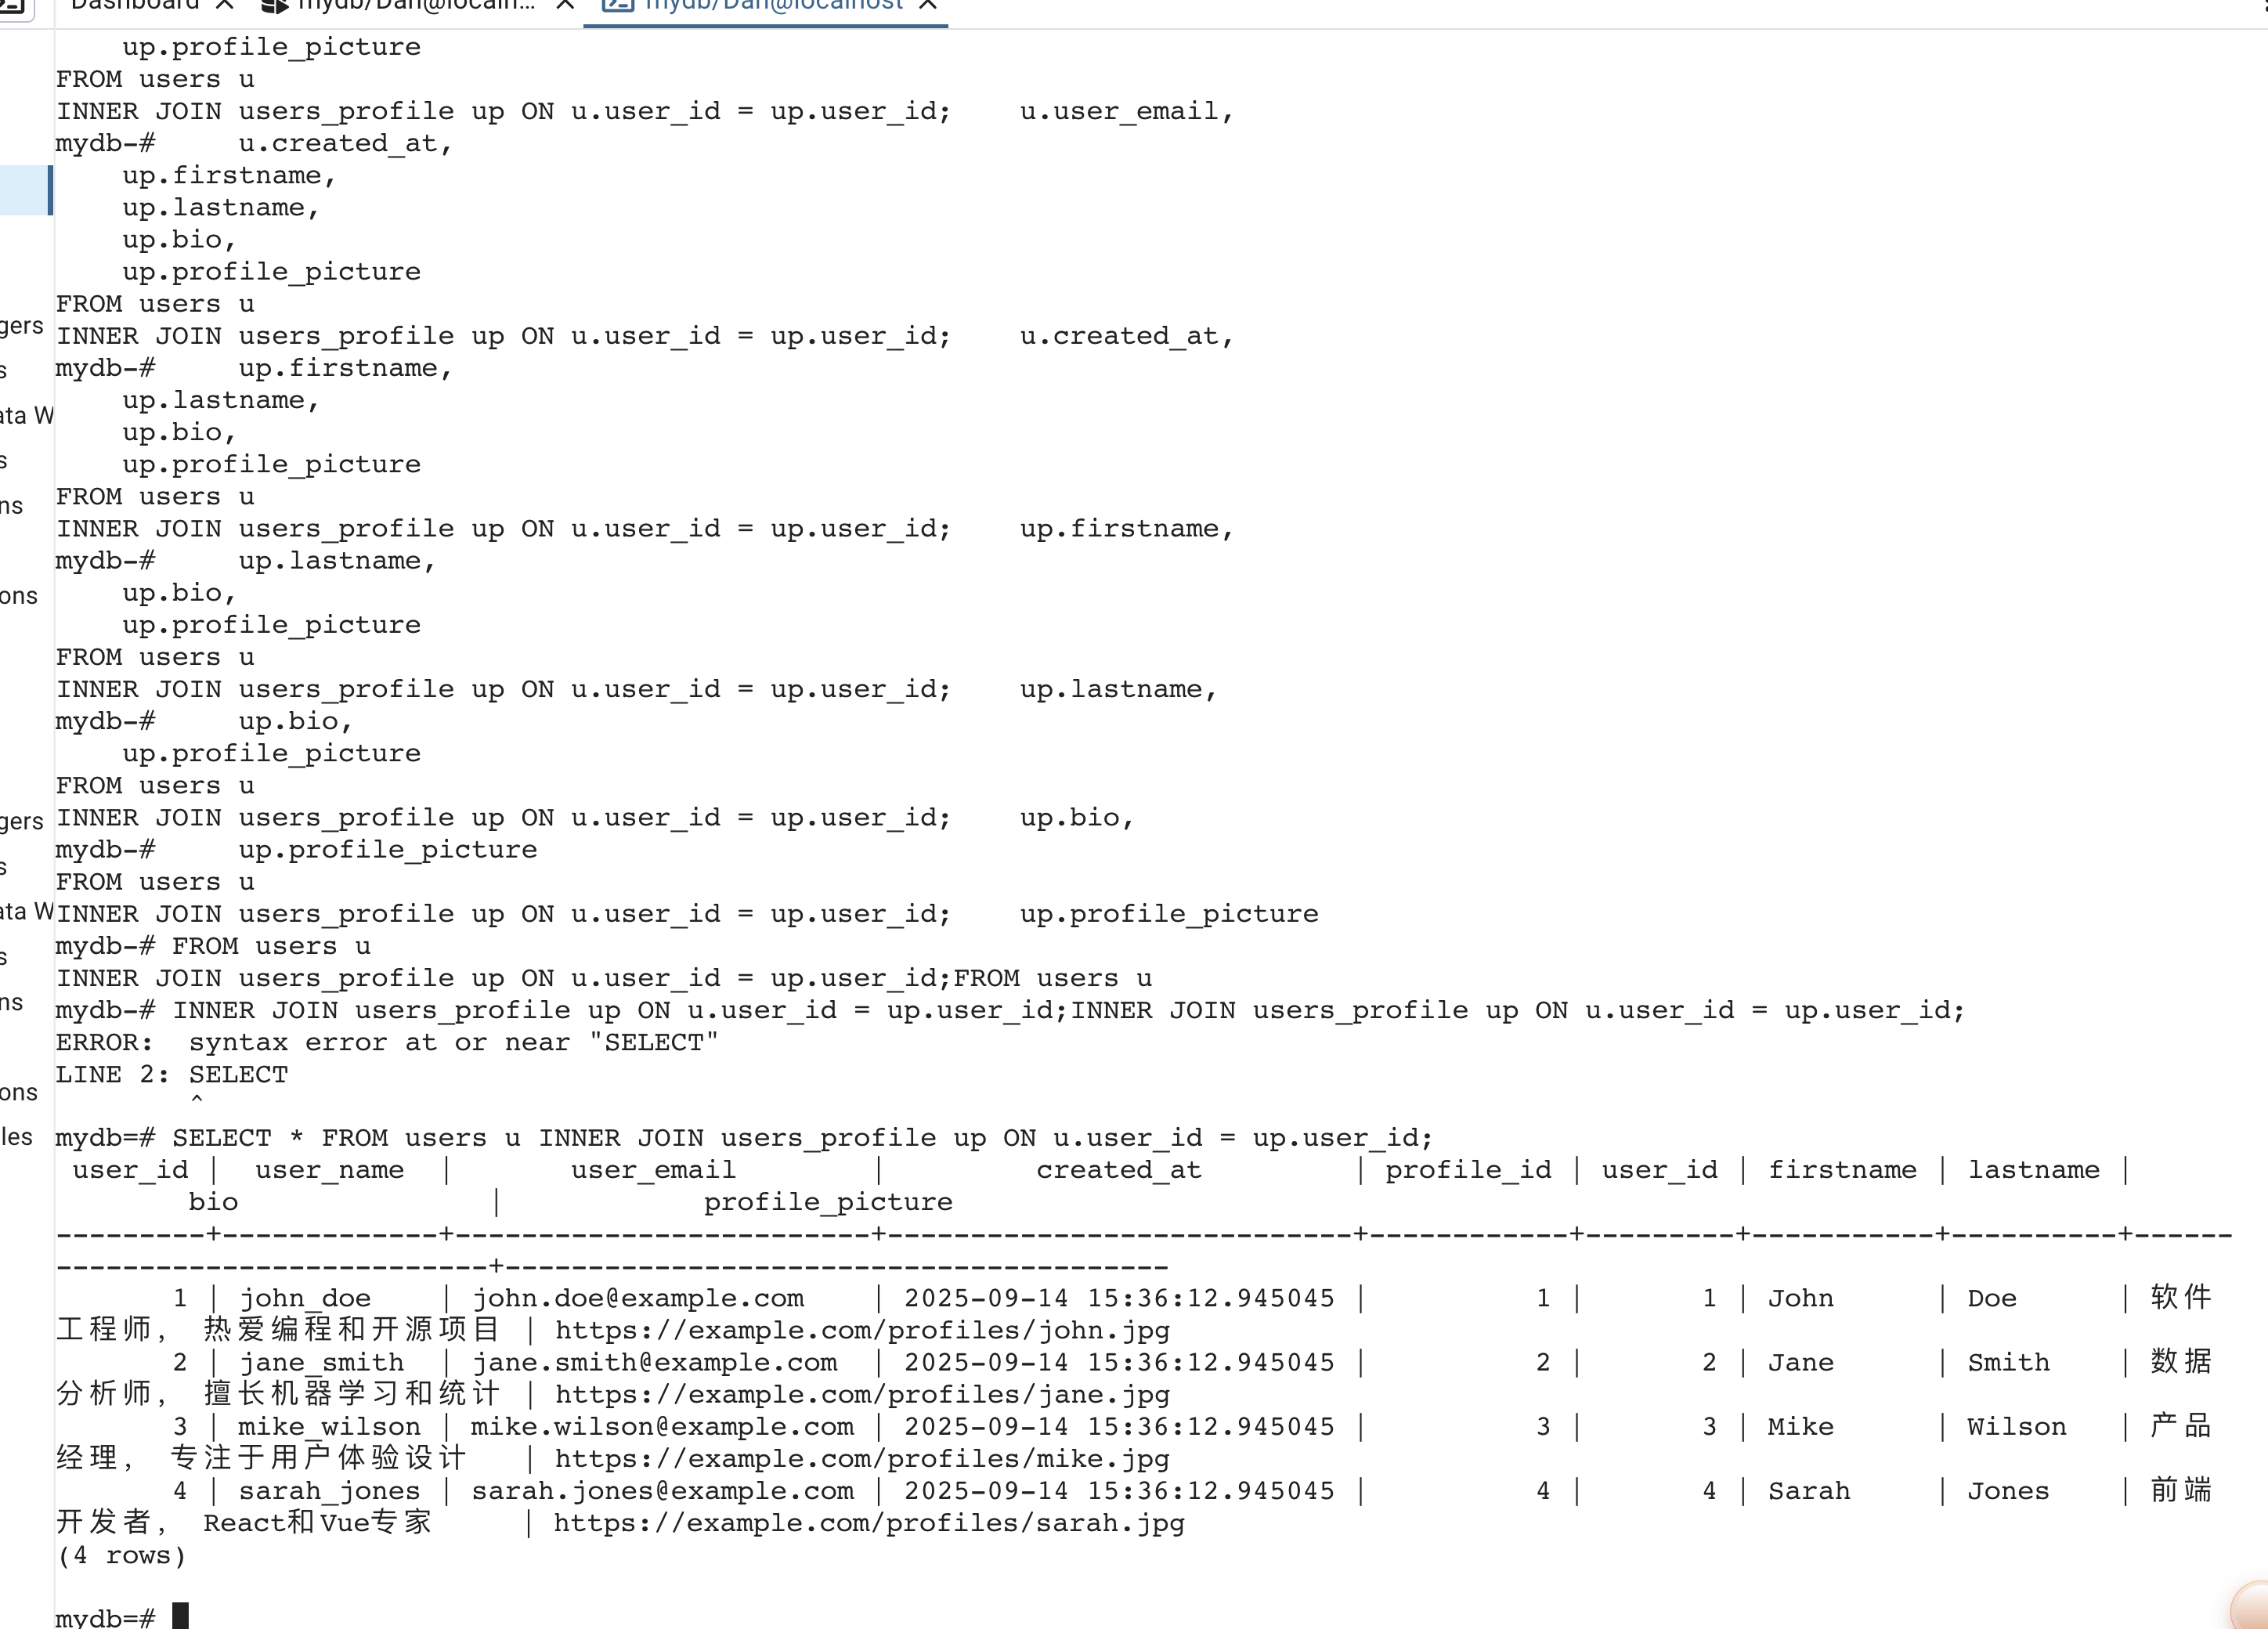 Dashboard
mydb/Dan@localh...
mydb/Dan@localhost
    up.profile_picture
FROM users u
INNER JOIN users_profile up ON u.user_id = up.user_id;    u.user_email,
mydb-#     u.created_at,
    up.firstname,
    up.lastname,
    up.bio,
    up.profile_picture
FROM users u
INNER JOIN users_profile up ON u.user_id = up.user_id;    u.created_at,
mydb-#     up.firstname,
    up.lastname,
    up.bio,
    up.profile_picture
FROM users u
INNER JOIN users_profile up ON u.user_id = up.user_id;    up.firstname,
mydb-#     up.lastname,
    up.bio,
    up.profile_picture
FROM users u
INNER JOIN users_profile up ON u.user_id = up.user_id;    up.lastname,
mydb-#     up.bio,
    up.profile_picture
FROM users u
INNER JOIN users_profile up ON u.user_id = up.user_id;    up.bio,
mydb-#     up.profile_picture
FROM users u
INNER JOIN users_profile up ON u.user_id = up.user_id;    up.profile_picture
mydb-# FROM users u
INNER JOIN users_profile up ON u.user_id = up.user_id;FROM users u
mydb-# INNER JOIN users_profile up ON u.user_id = up.user_id;INNER JOIN users_profile up ON u.user_id = up.user_id;
ERROR:  syntax error at or near "SELECT"
LINE 2: SELECT
        ^
mydb=# SELECT * FROM users u INNER JOIN users_profile up ON u.user_id = up.user_id;
 user_id |  user_name  |       user_email        |         created_at         | profile_id | user_id | firstname | lastname |
        bio               |            profile_picture
---------+-------------+-------------------------+----------------------------+------------+---------+-----------+----------+------
--------------------------+----------------------------------------
       1 | john_doe    | john.doe@example.com    | 2025-09-14 15:36:12.945045 |          1 |       1 | John      | Doe      | 软件
工程师，热爱编程和开源项目 | https://example.com/profiles/john.jpg
       2 | jane_smith  | jane.smith@example.com  | 2025-09-14 15:36:12.945045 |          2 |       2 | Jane      | Smith    | 数据
分析师，擅长机器学习和统计 | https://example.com/profiles/jane.jpg
       3 | mike_wilson | mike.wilson@example.com | 2025-09-14 15:36:12.945045 |          3 |       3 | Mike      | Wilson   | 产品
经理，专注于用户体验设计   | https://example.com/profiles/mike.jpg
       4 | sarah_jones | sarah.jones@example.com | 2025-09-14 15:36:12.945045 |          4 |       4 | Sarah     | Jones    | 前端
开发者，React和Vue专家     | https://example.com/profiles/sarah.jpg
(4 rows)
mydb=#